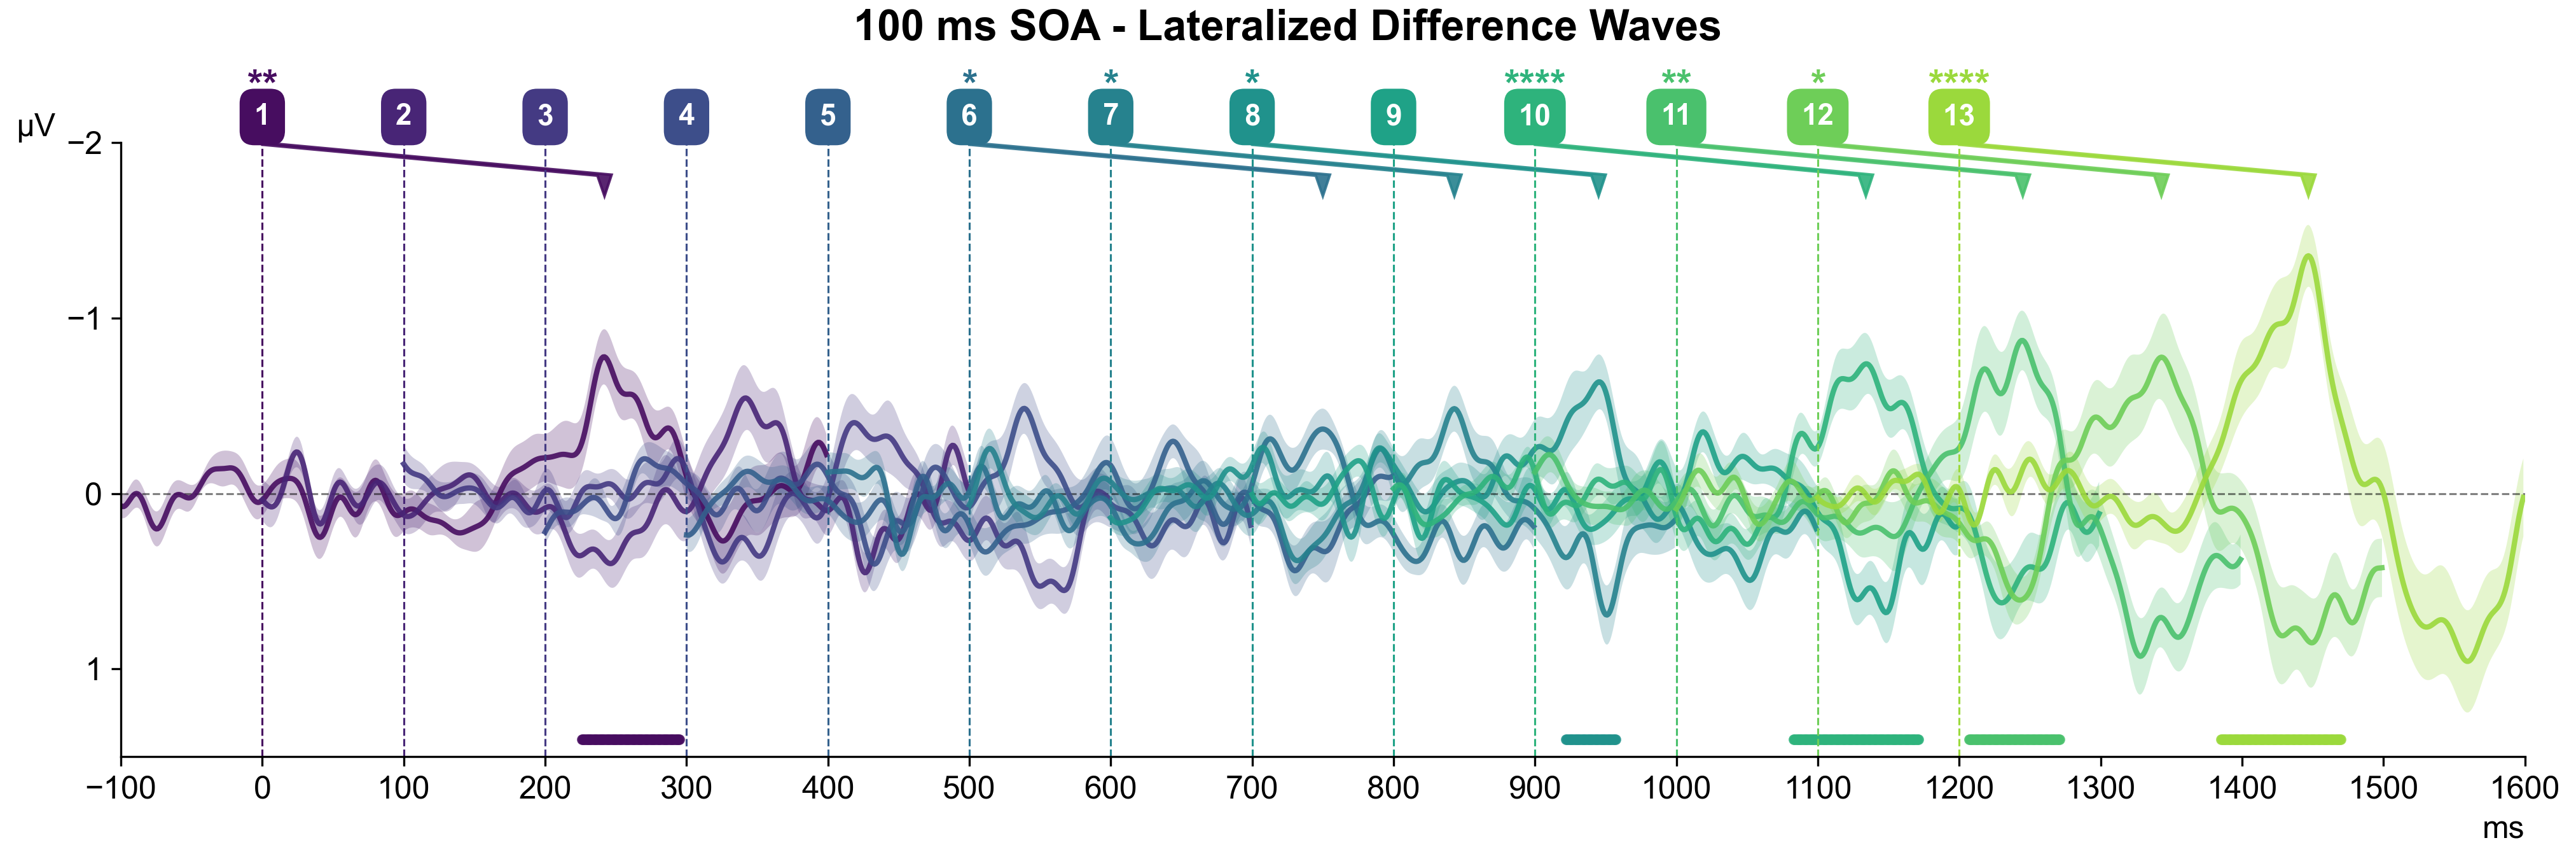 100 ms SOA - Lateralized Difference Waves
** * * * **** ** * ****
1 2 3 4 5 6 7 8 9 10 11 12 13
µV
−2
−1
0
1
−100 0 100 200 300 400 500 600 700 800 900 1000 1100 1200 1300 1400 1500 1600
ms